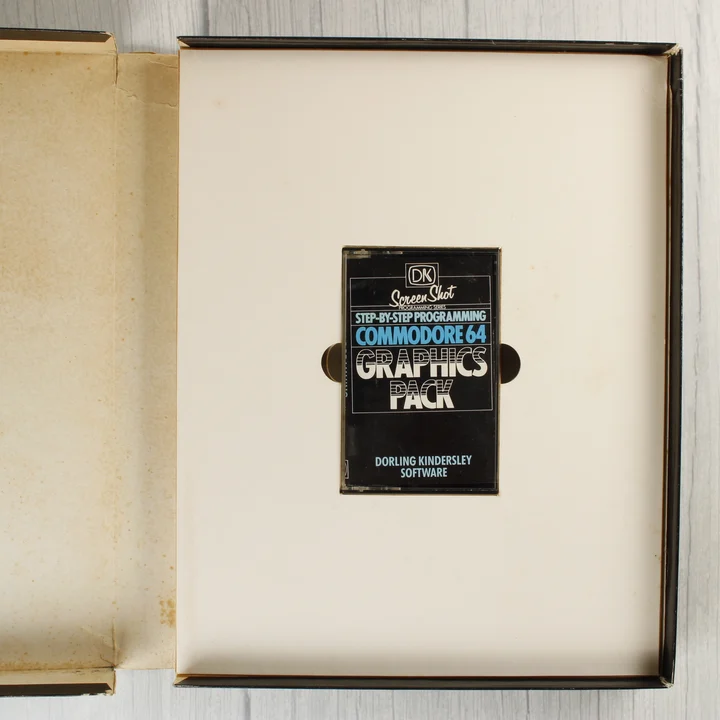 DK
Screen Shot
PROGRAMMING SERIES
STEP-BY-STEP PROGRAMMING
COMMODORE 64
GRAPHICS
PACK
DORLING KINDERSLEY
SOFTWARE